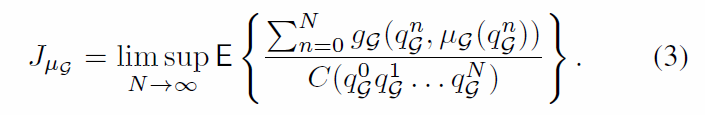 $J_{\mu_{\mathcal{G}}} = \limsup_{N \to \infty} \mathsf{E} \left\{ \frac{\sum_{n=0}^{N} g_{\mathcal{G}}(q_{\mathcal{G}}^{n}, \mu_{\mathcal{G}}(q_{\mathcal{G}}^{n}))}{C(q_{\mathcal{G}}^{0} q_{\mathcal{G}}^{1} \ldots q_{\mathcal{G}}^{N})} \right\}. \quad (3)$